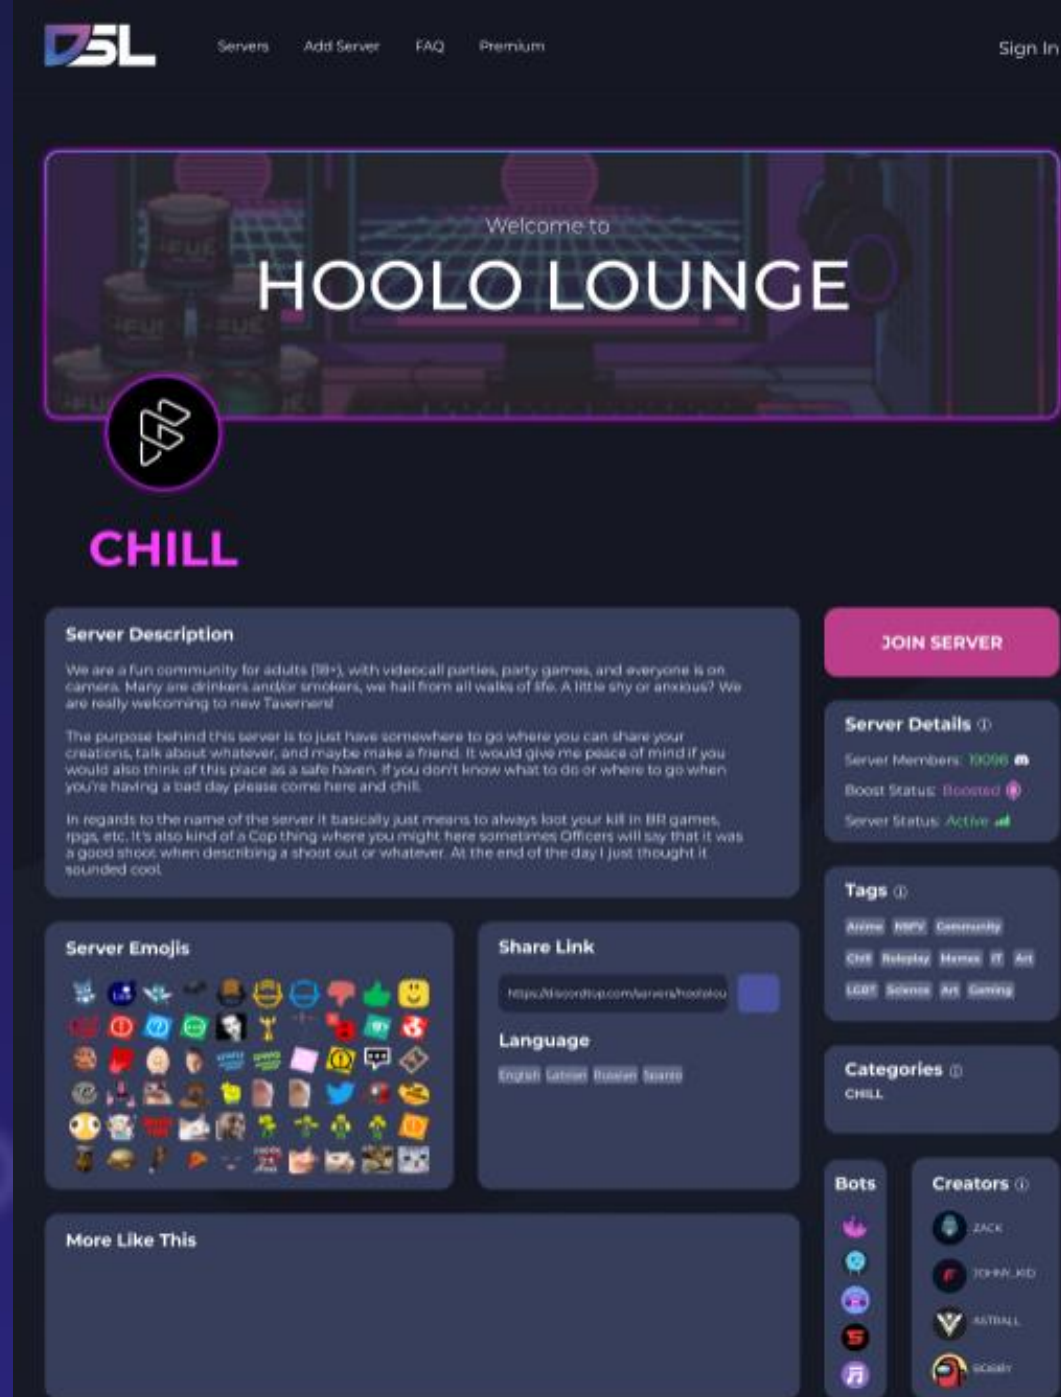 DSL
Servers Add Server FAQ Premium
Sign In
Welcome to
HOOLO LOUNGE
CHILL
Server Description
We are a fun community for adults (18+), with videocall parties, party games, and everyone is on
camera. Many are drinkers and/or smokers, we hail from all walks of life. A little shy or anxious? We
are really welcoming to new Taverners!
The purpose behind this server is to just have somewhere to go where you can share your
creations, talk about whatever, and maybe make a friend. It would give me peace of mind if you
would also think of this place as a safe haven. If you don't know what to do or where to go when
you're having a bad day please come here and chill.
In regards to the name of the server it basically just means to always loot your kill in BR games,
rpgs, etc. It's also kind of a Cop thing where you might here sometimes Officers will say that it was
a good shoot when describing a shoot out or whatever. At the end of the day I just thought it
sounded cool.
JOIN SERVER
Server Details
Server Members: 19098
Boost Status: Boosted
Server Status: Active
Tags
Anime Community
Chill Roleplay Memes IT Art
LGBT Science Art Gaming
Categories
CHILL
Server Emojis
Share Link
https://discordtop.com/servers/hoololou
Language
English Latvian Russian
More Like This
Bots
Creators
ZACK
JOHNY_KID
ASTRALL
BOBBY